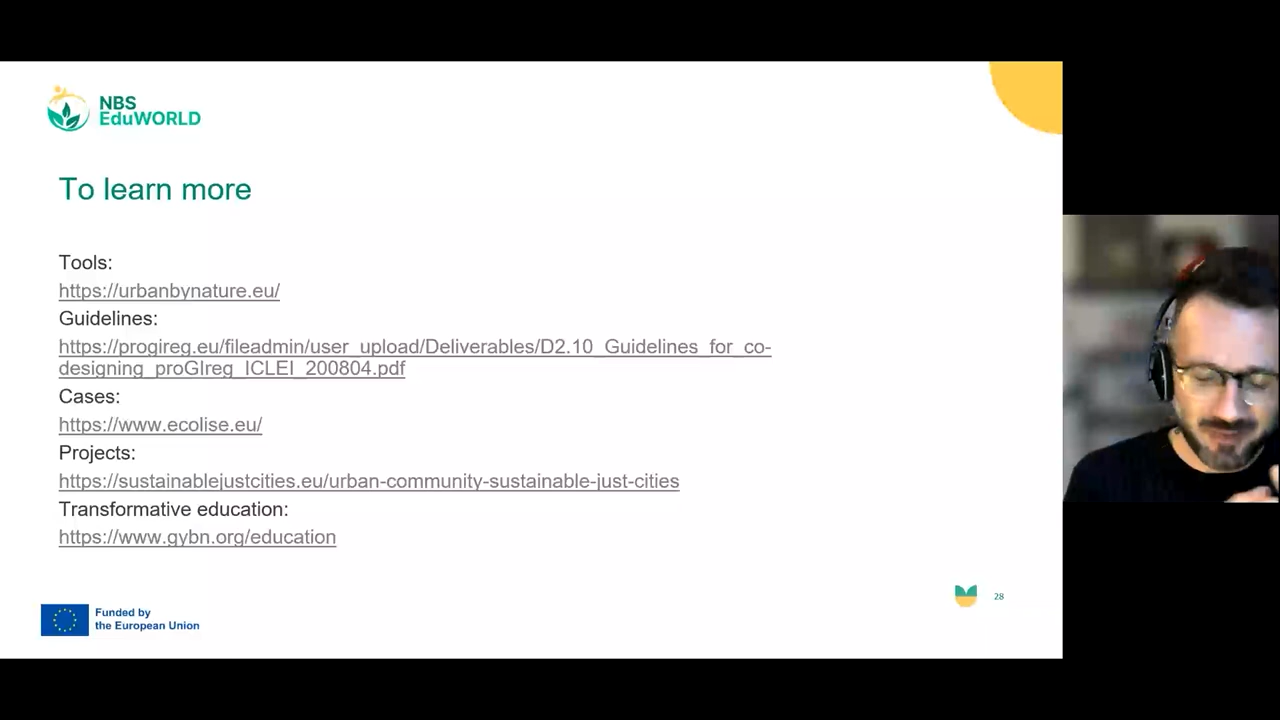 NBS
EduWORLD
To learn more
Tools:
https://urbanbynature.eu/
Guidelines:
https://progireg.eu/fileadmin/user_upload/Deliverables/D2.10_Guidelines_for_co-
designing_proGIreg_ICLEI_200804.pdf
Cases:
https://www.ecolise.eu/
Projects:
https://sustainablejustcities.eu/urban-community-sustainable-just-cities
Transformative education:
https://www.gybn.org/education
Funded by
the European Union
28